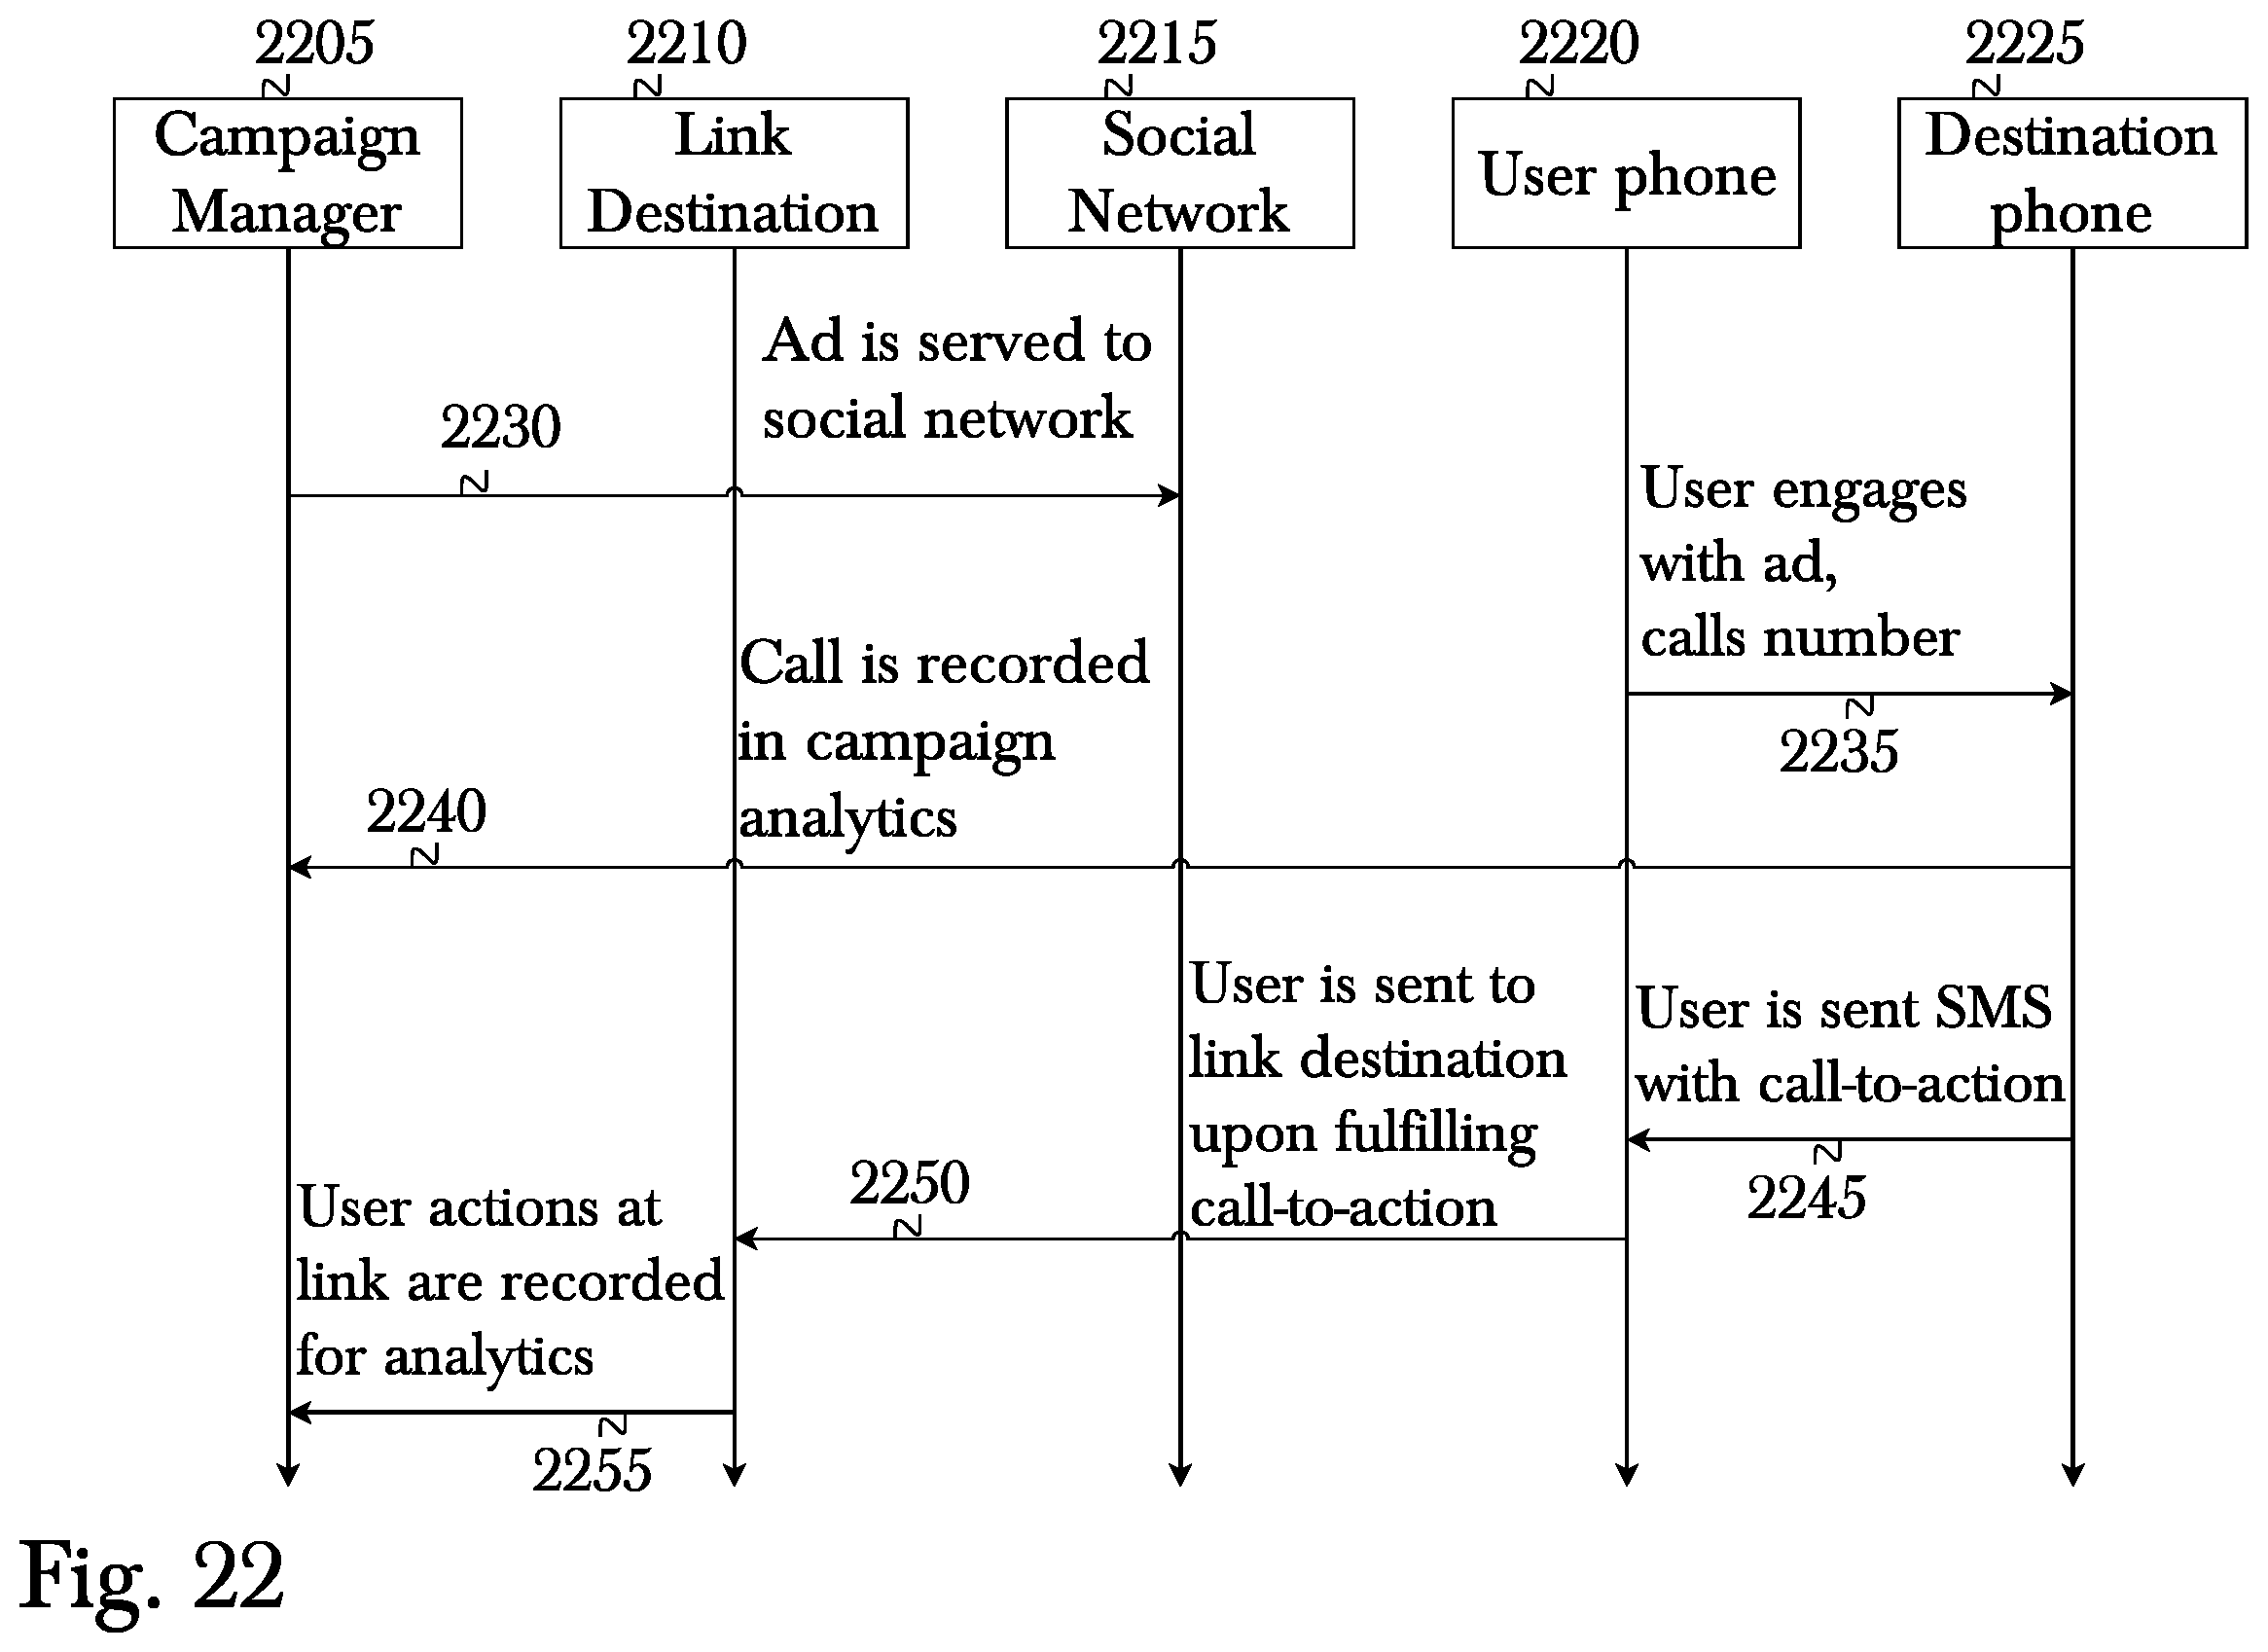 2205
2210
2215
2220
2225
Campaign
Manager
Link
Destination
Social
Network
User phone
Destination
phone
Ad is served to
social network
2230
User engages
with ad,
calls number
2235
Call is recorded
in campaign
analytics
2240
User is sent SMS
with call-to-action
2245
User is sent to
link destination
upon fulfilling
call-to-action
2250
User actions at
link are recorded
for analytics
2255
Fig. 22